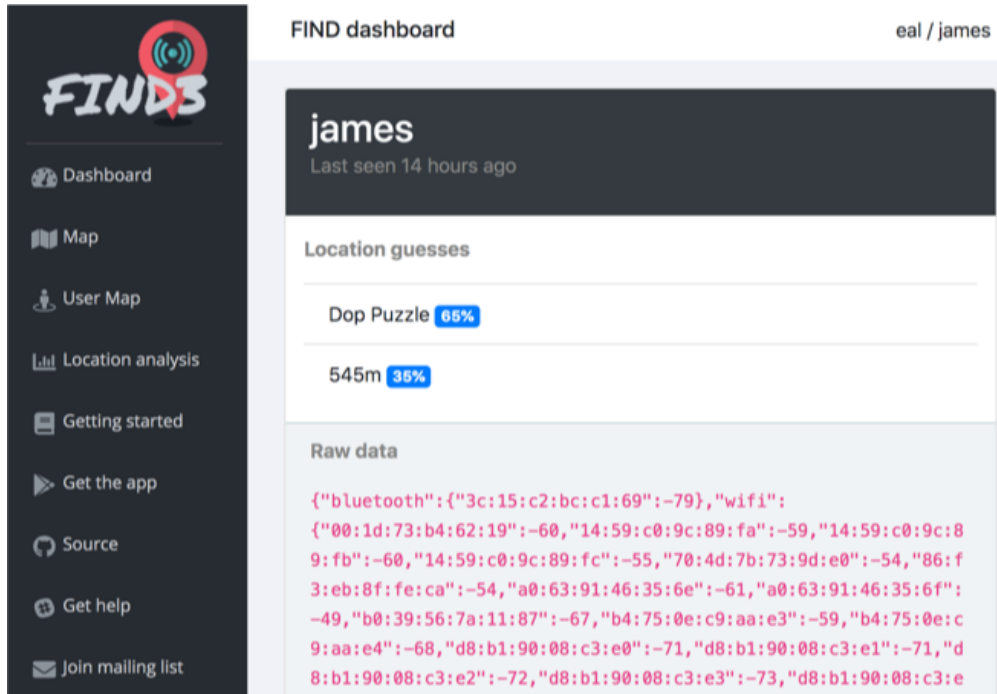 FIND3
Dashboard
Map
User Map
Location analysis
Getting started
Get the app
Source
Get help
Join mailing list
FIND dashboard
eal / james
james
Last seen 14 hours ago
Location guesses
Dop Puzzle 65%
545m 35%
Raw data
{"bluetooth":{"3c:15:c2:bc:c1:69":-79},"wifi":
{"00:1d:73:b4:62:19":-60,"14:59:c0:9c:89:fa":-59,"14:59:c0:9c:8
9:fb":-60,"14:59:c0:9c:89:fc":-55,"70:4d:7b:73:9d:e0":-54,"86:f
3:eb:8f:fe:ca":-54,"a0:63:91:46:35:6e":-61,"a0:63:91:46:35:6f":
-49,"b0:39:56:7a:11:87":-67,"b4:75:0e:c9:aa:e3":-59,"b4:75:0e:c
9:aa:e4":-68,"d8:b1:90:08:c3:e0":-71,"d8:b1:90:08:c3:e1":-71,"d
8:b1:90:08:c3:e2":-72,"d8:b1:90:08:c3:e3":-73,"d8:b1:90:08:c3:e